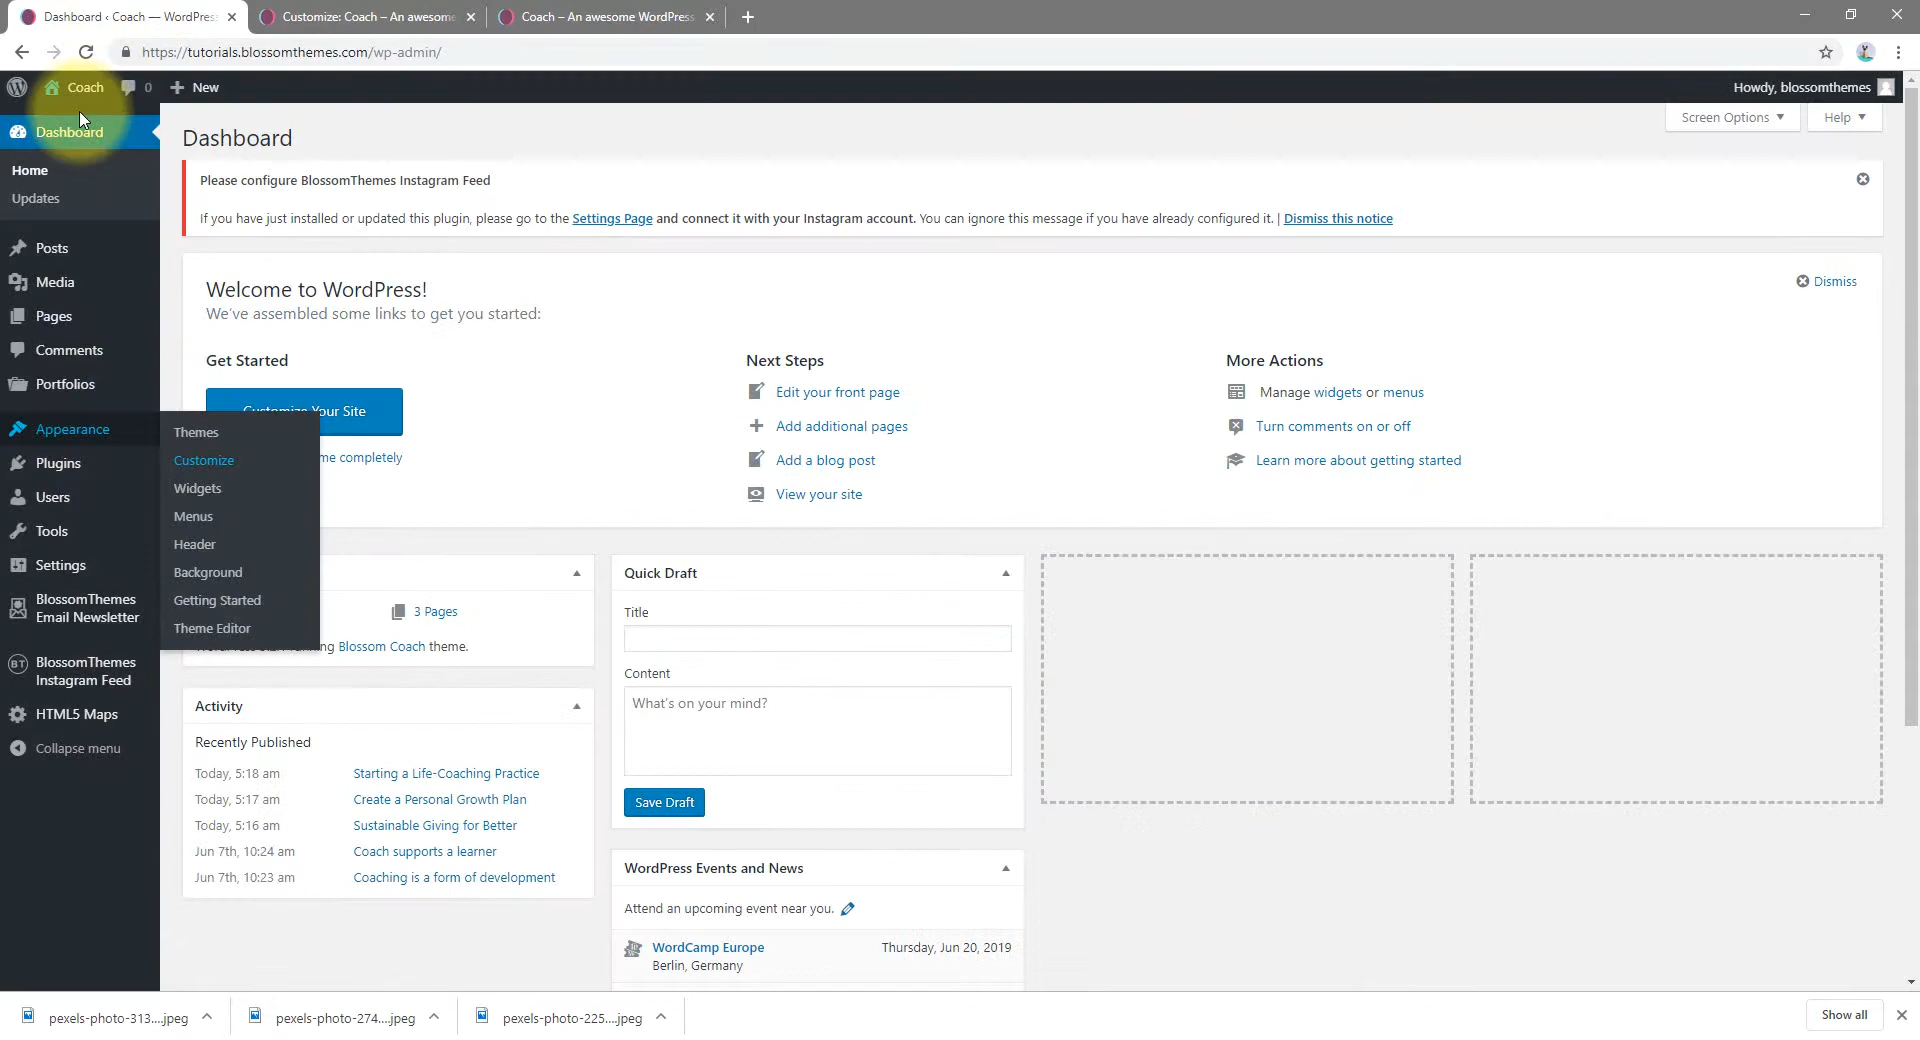 Dashboard ‹ Coach — WordPress
Customize: Coach – An awesome
Coach – An awesome WordPress
https://tutorials.blossomthemes.com/wp-admin/
Coach
0
New
Howdy, blossomthemes
Dashboard
Home
Updates
Posts
Media
Pages
Comments
Portfolios
Appearance
Plugins
Users
Tools
Settings
BlossomThemes
Email Newsletter
BT
BlossomThemes
Instagram Feed
HTML5 Maps
Collapse menu
Themes
Customize
Widgets
Menus
Header
Background
Getting Started
Theme Editor
Dashboard
Screen Options
Help
Please configure BlossomThemes Instagram Feed
If you have just installed or updated this plugin, please go to the Settings Page and connect it with your Instagram account. You can ignore this message if you have already configured it. | Dismiss this notice
Welcome to WordPress!
We've assembled some links to get you started:
Dismiss
Get Started
Customize Your Site
me completely
Next Steps
Edit your front page
Add additional pages
Add a blog post
View your site
More Actions
Manage widgets or menus
Turn comments on or off
Learn more about getting started
3 Pages
running Blossom Coach theme.
Activity
Recently Published
Today, 5:18 am Starting a Life-Coaching Practice
Today, 5:17 am Create a Personal Growth Plan
Today, 5:16 am Sustainable Giving for Better
Jun 7th, 10:24 am Coach supports a learner
Jun 7th, 10:23 am Coaching is a form of development
Quick Draft
Title
Content
What's on your mind?
Save Draft
WordPress Events and News
Attend an upcoming event near you.
WordCamp Europe Thursday, Jun 20, 2019
Berlin, Germany
pexels-photo-313....jpeg
pexels-photo-274....jpeg
pexels-photo-225....jpeg
Show all